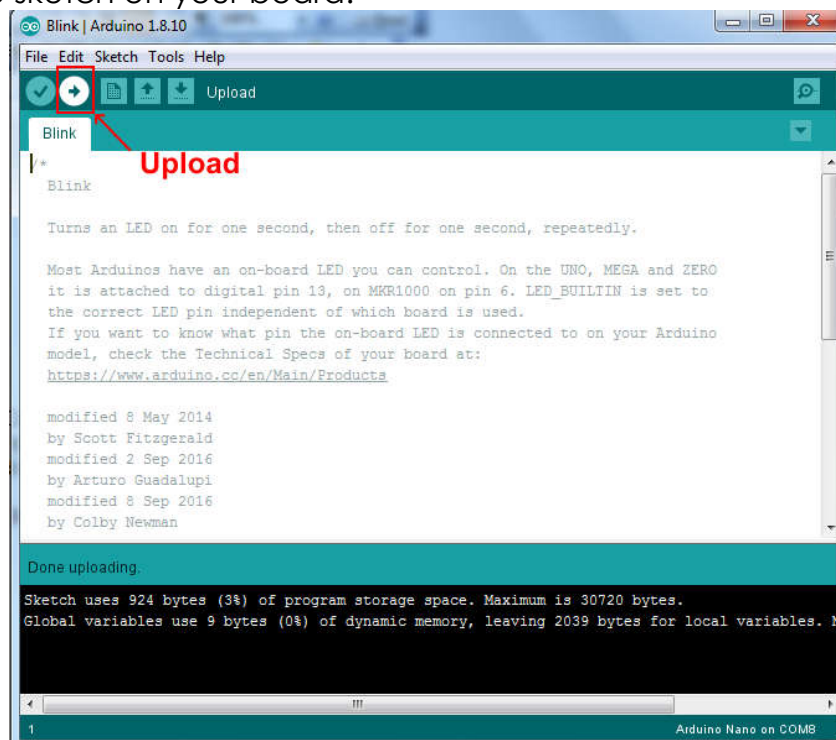 sketch on your board.
Blink | Arduino 1.8.10
File Edit Sketch Tools Help
Upload
Blink
Upload
/*
Blink
Turns an LED on for one second, then off for one second, repeatedly.
Most Arduinos have an on-board LED you can control. On the UNO, MEGA and ZERO
it is attached to digital pin 13, on MKR1000 on pin 6. LED_BUILTIN is set to
the correct LED pin independent of which board is used.
If you want to know what pin the on-board LED is connected to on your Arduino
model, check the Technical Specs of your board at:
https://www.arduino.cc/en/Main/Products
modified 8 May 2014
by Scott Fitzgerald
modified 2 Sep 2016
by Arturo Guadalupi
modified 8 Sep 2016
by Colby Newman
Done uploading.
Sketch uses 924 bytes (3%) of program storage space. Maximum is 30720 bytes.
Global variables use 9 bytes (0%) of dynamic memory, leaving 2039 bytes for local variables.
1
Arduino Nano on COM8